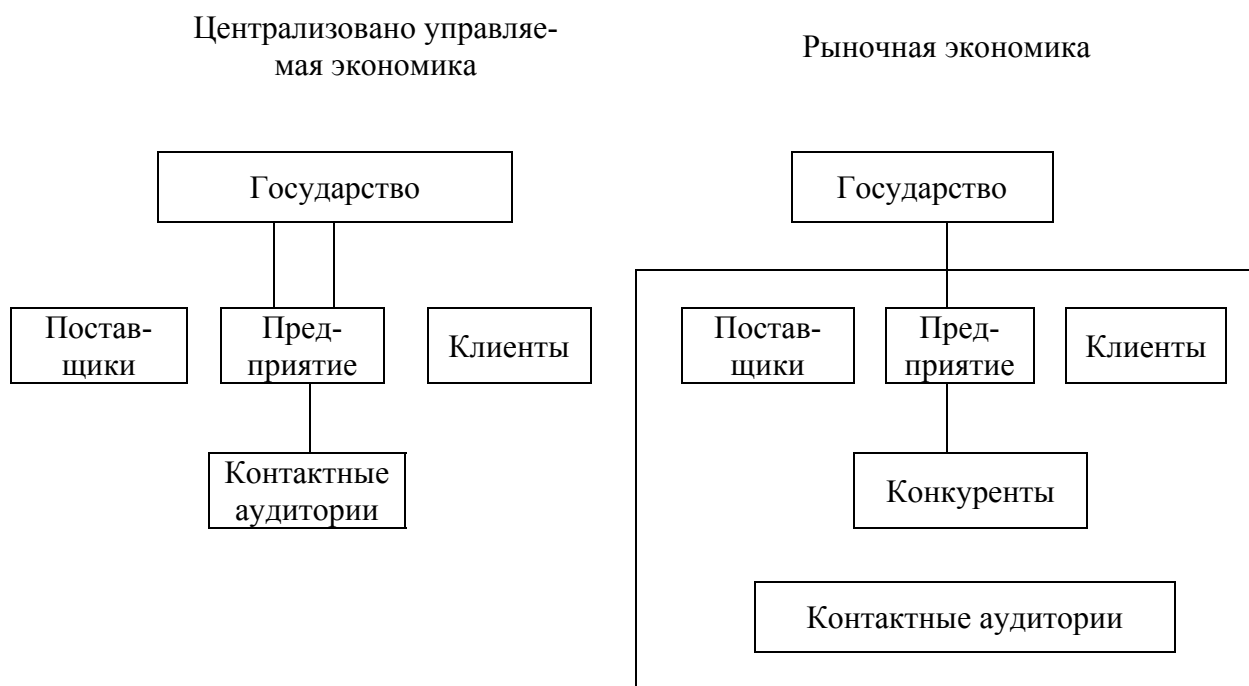 Централизовано управляе-
мая экономика
Рыночная экономика
Государство
Государство
Постав-
щики
Пред-
приятие
Клиенты
Постав-
щики
Пред-
приятие
Клиенты
Контактные
аудитории
Конкуренты
Контактные аудитории